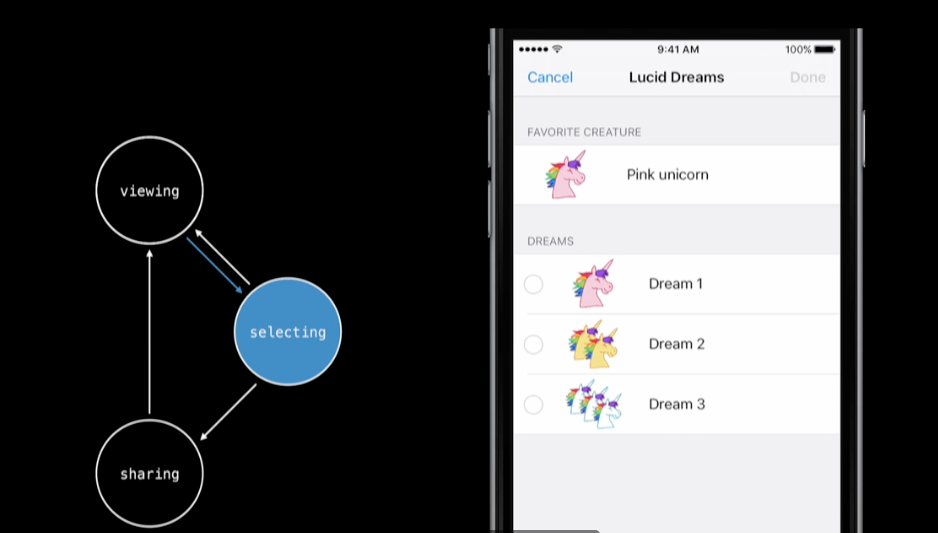 viewing
selecting
sharing
9:41 AM
100%
Cancel
Lucid Dreams
Done
FAVORITE CREATURE
Pink unicorn
DREAMS
Dream 1
Dream 2
Dream 3